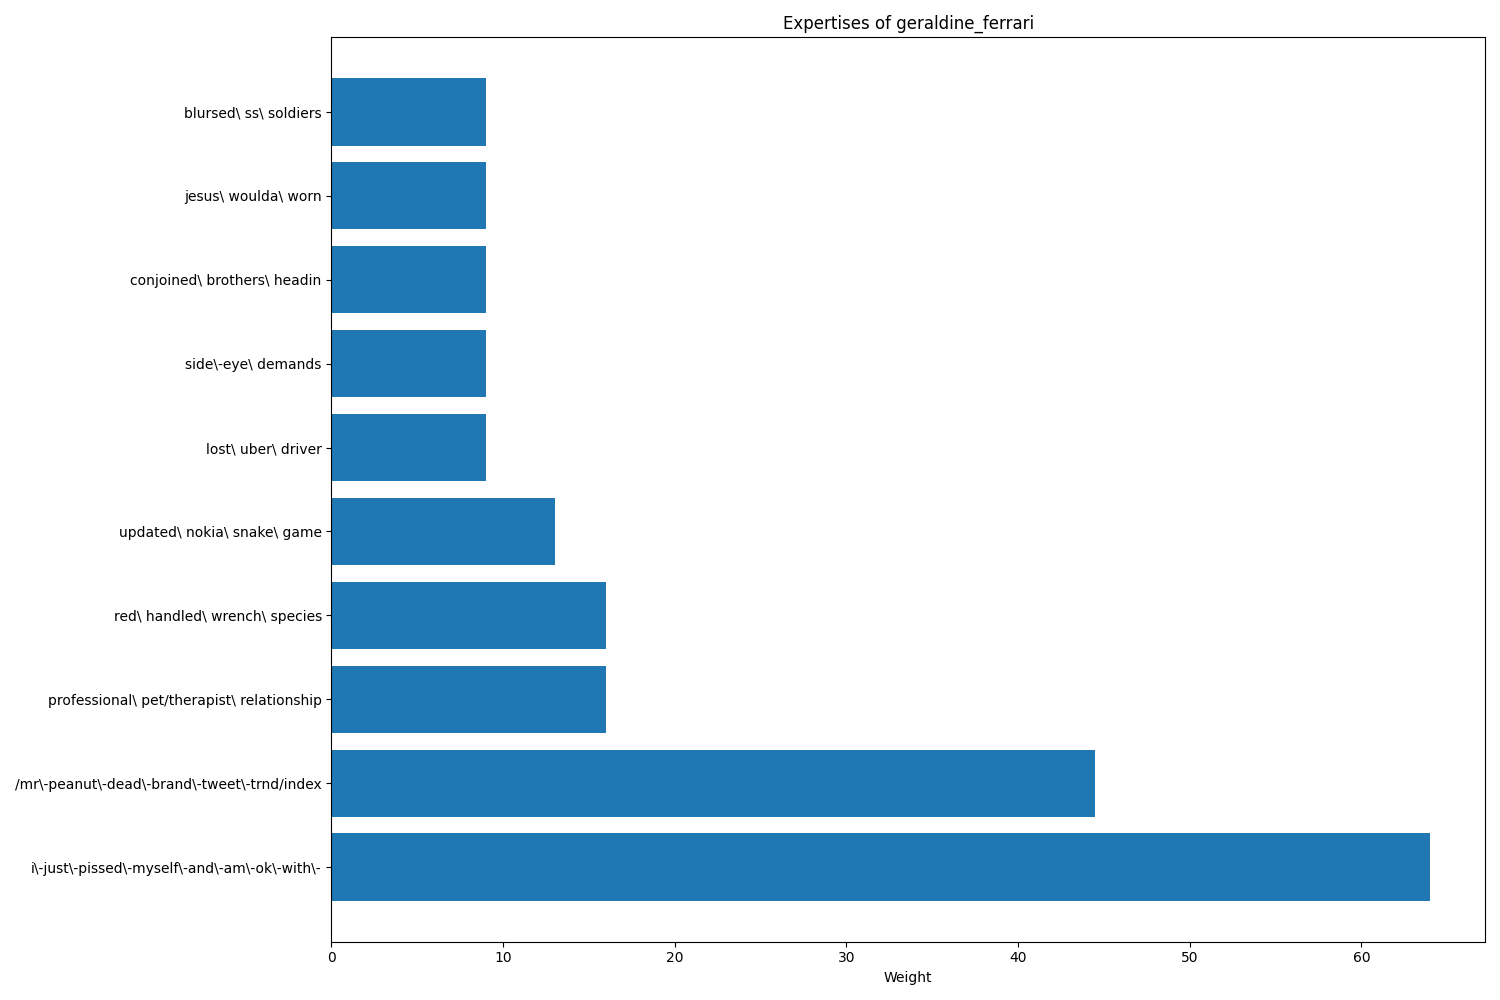 Expertises of geraldine_ferrari
blursed\ ss\ soldiers
jesus\ woulda\ worn
conjoined\ brothers\ headin
side\-eye\ demands
lost\ uber\ driver
updated\ nokia\ snake\ game
red\ handled\ wrench\ species
professional\ pet/therapist\ relationship
/mr\-peanut\-dead\-brand\-tweet\-trnd/index
i\-just\-pissed\-myself\-and\-am\-ok\-with\-
0 10 20 30 40 50 60
Weight